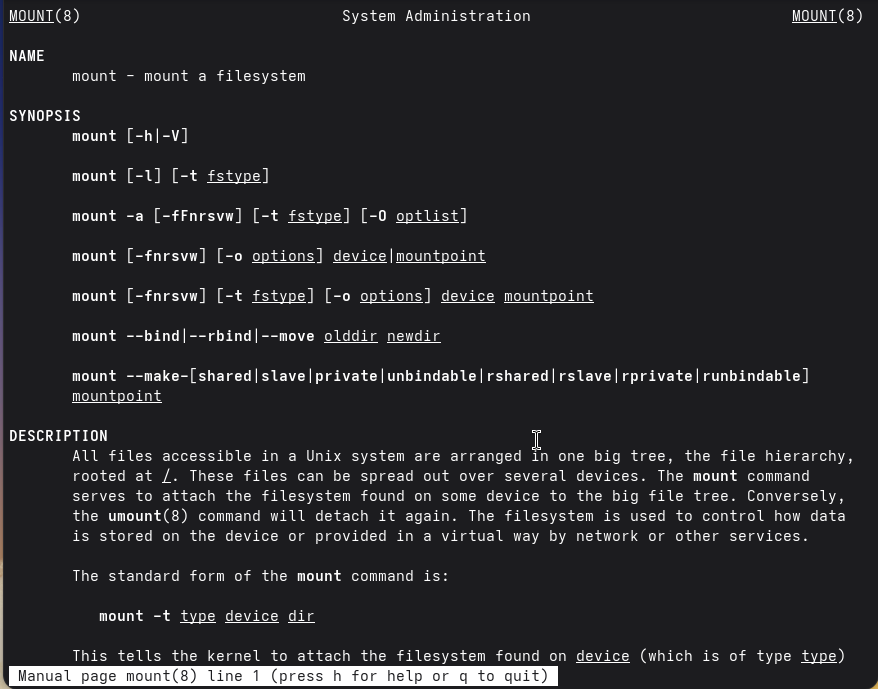 MOUNT(8) System Administration MOUNT(8)
NAME
mount - mount a filesystem
SYNOPSIS
mount [-h|-V]
mount [-l] [-t fstype]
mount -a [-fFnrsvw] [-t fstype] [-O optlist]
mount [-fnrsvw] [-o options] device|mountpoint
mount [-fnrsvw] [-t fstype] [-o options] device mountpoint
mount --bind|--rbind|--move olddir newdir
mount --make-[shared|slave|private|unbindable|rshared|rslave|rprivate|runbindable]
mountpoint
DESCRIPTION
All files accessible in a Unix system are arranged in one big tree, the file hierarchy,
rooted at /. These files can be spread out over several devices. The mount command
serves to attach the filesystem found on some device to the big file tree. Conversely,
the umount(8) command will detach it again. The filesystem is used to control how data
is stored on the device or provided in a virtual way by network or other services.
The standard form of the mount command is:
mount -t type device dir
This tells the kernel to attach the filesystem found on device (which is of type type)
Manual page mount(8) line 1 (press h for help or q to quit)